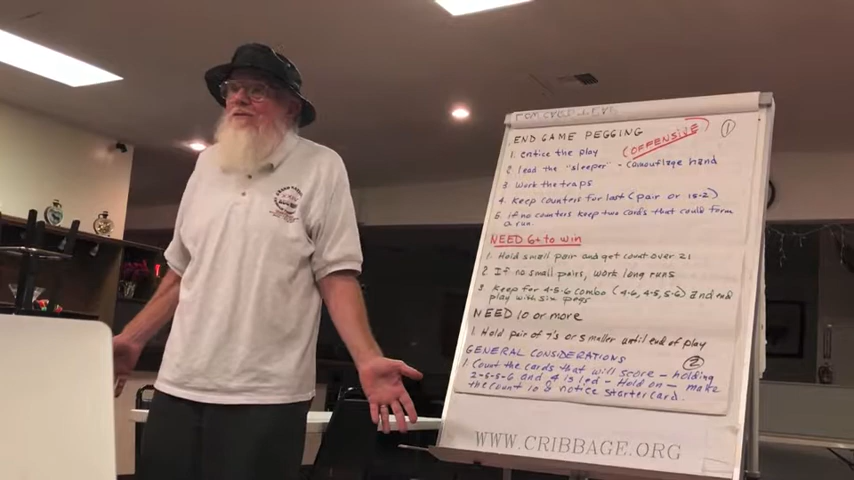 END GAME PEGGING
OFFENSIVE
1
1. entice the play
2. lead the "sleeper" - camouflage hand
3. Work the traps
4. Keep counters for last (pair or 15-2)
5. if no counters keep two cards that could form
a run.
NEED 6+ to win
1. Hold small pair and get count over 21
2. If no small pairs, work long runs
3. Keep for 4-5-6 combo (4-6, 4-5, 5-6) and end
play with six pegs
NEED 10 or more
1. Hold pair of 7's or smaller until end of play
GENERAL CONSIDERATIONS
2
1. Count the cards that will score - holding
2-5-5-6 and 4 is led - Hold on - make
the count 10 & notice starter card.
WWW.CRIBBAGE.ORG